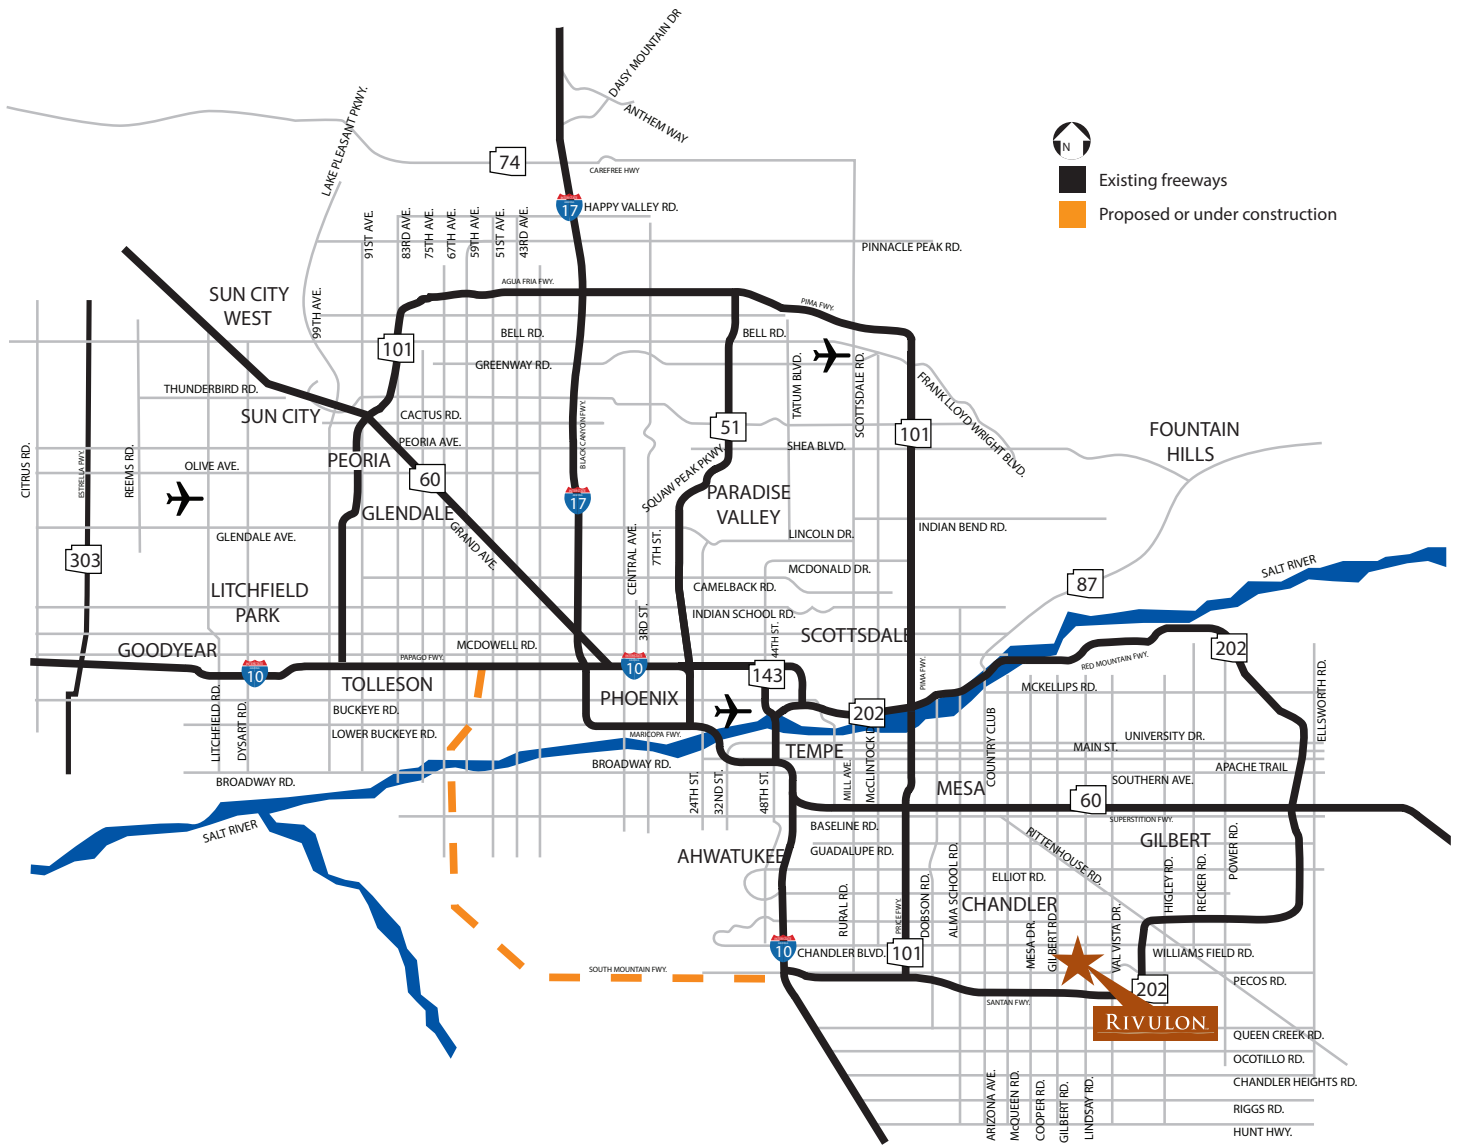 DAISY MOUNTAIN DR
ANTHEM WAY
LAKE PLEASANT PKWY.
74
CAREFREE HWY
N
Existing freeways
Proposed or under construction
17
HAPPY VALLEY RD.
91ST AVE.
83RD AVE.
75TH AVE.
67TH AVE.
59TH AVE.
51ST AVE.
43RD AVE.
PINNACLE PEAK RD.
AGUA FRIA FWY.
PIMA FWY.
SUN CITY
WEST
99TH AVE.
BELL RD.
BELL RD.
101
GREENWAY RD.
TATUM BLVD.
SCOTTSDALE RD.
FRANK LLOYD WRIGHT BLVD.
THUNDERBIRD RD.
SUN CITY
CACTUS RD.
BLACK CANYON FWY.
51
101
PEORIA AVE.
SHEA BLVD.
FOUNTAIN
HILLS
CITRUS RD.
ESTRELLA FWY.
REEMS RD.
OLIVE AVE.
PEORIA
60
SQUAW PEAK PKWY.
17
PARADISE
VALLEY
GLENDALE
GRAND AVE.
INDIAN BEND RD.
GLENDALE AVE.
CENTRAL AVE.
7TH ST.
LINCOLN DR.
303
MCDONALD DR.
SALT RIVER
87
LITCHFIELD
PARK
CAMELBACK RD.
3RD ST.
INDIAN SCHOOL RD.
44TH ST.
SCOTTSDALE
GOODYEAR
MCDOWELL RD.
202
PAPAGO FWY.
10
10
143
PIMA FWY.
RED MOUNTAIN FWY.
TOLLESON
PHOENIX
MCKELLIPS RD.
ELLSWORTH RD.
LITCHFIELD RD.
DYSART RD.
BUCKEYE RD.
202
LOWER BUCKEYE RD.
MARICOPA FWY.
UNIVERSITY DR.
COUNTRY CLUB
MAIN ST.
TEMPE
BROADWAY RD.
APACHE TRAIL
BROADWAY RD.
24TH ST.
32ND ST.
48TH ST.
MILL AVE.
SOUTHERN AVE.
MESA
60
SUPERSTITION FWY.
SALT RIVER
BASELINE RD.
RITTENHOUSE RD.
GILBERT
POWER RD.
AHWATUKEE
GUADALUPE RD.
ELLIOT RD.
HIGLEY RD.
RECKER RD.
RURAL RD.
PRICE FWY.
DOBSON RD.
ALMA SCHOOL RD.
CHANDLER
MESA DR.
GILBERT RD.
VAL VISTA DR.
10
CHANDLER BLVD.
101
WILLIAMS FIELD RD.
SOUTH MOUNTAIN FWY.
PECOS RD.
202
SANTAN FWY.
RIVULON
QUEEN CREEK RD.
OCOTILLO RD.
CHANDLER HEIGHTS RD.
RIGGS RD.
HUNT HWY.
ARIZONA AVE.
McQUEEN RD.
COOPER RD.
GILBERT RD.
LINDSAY RD.